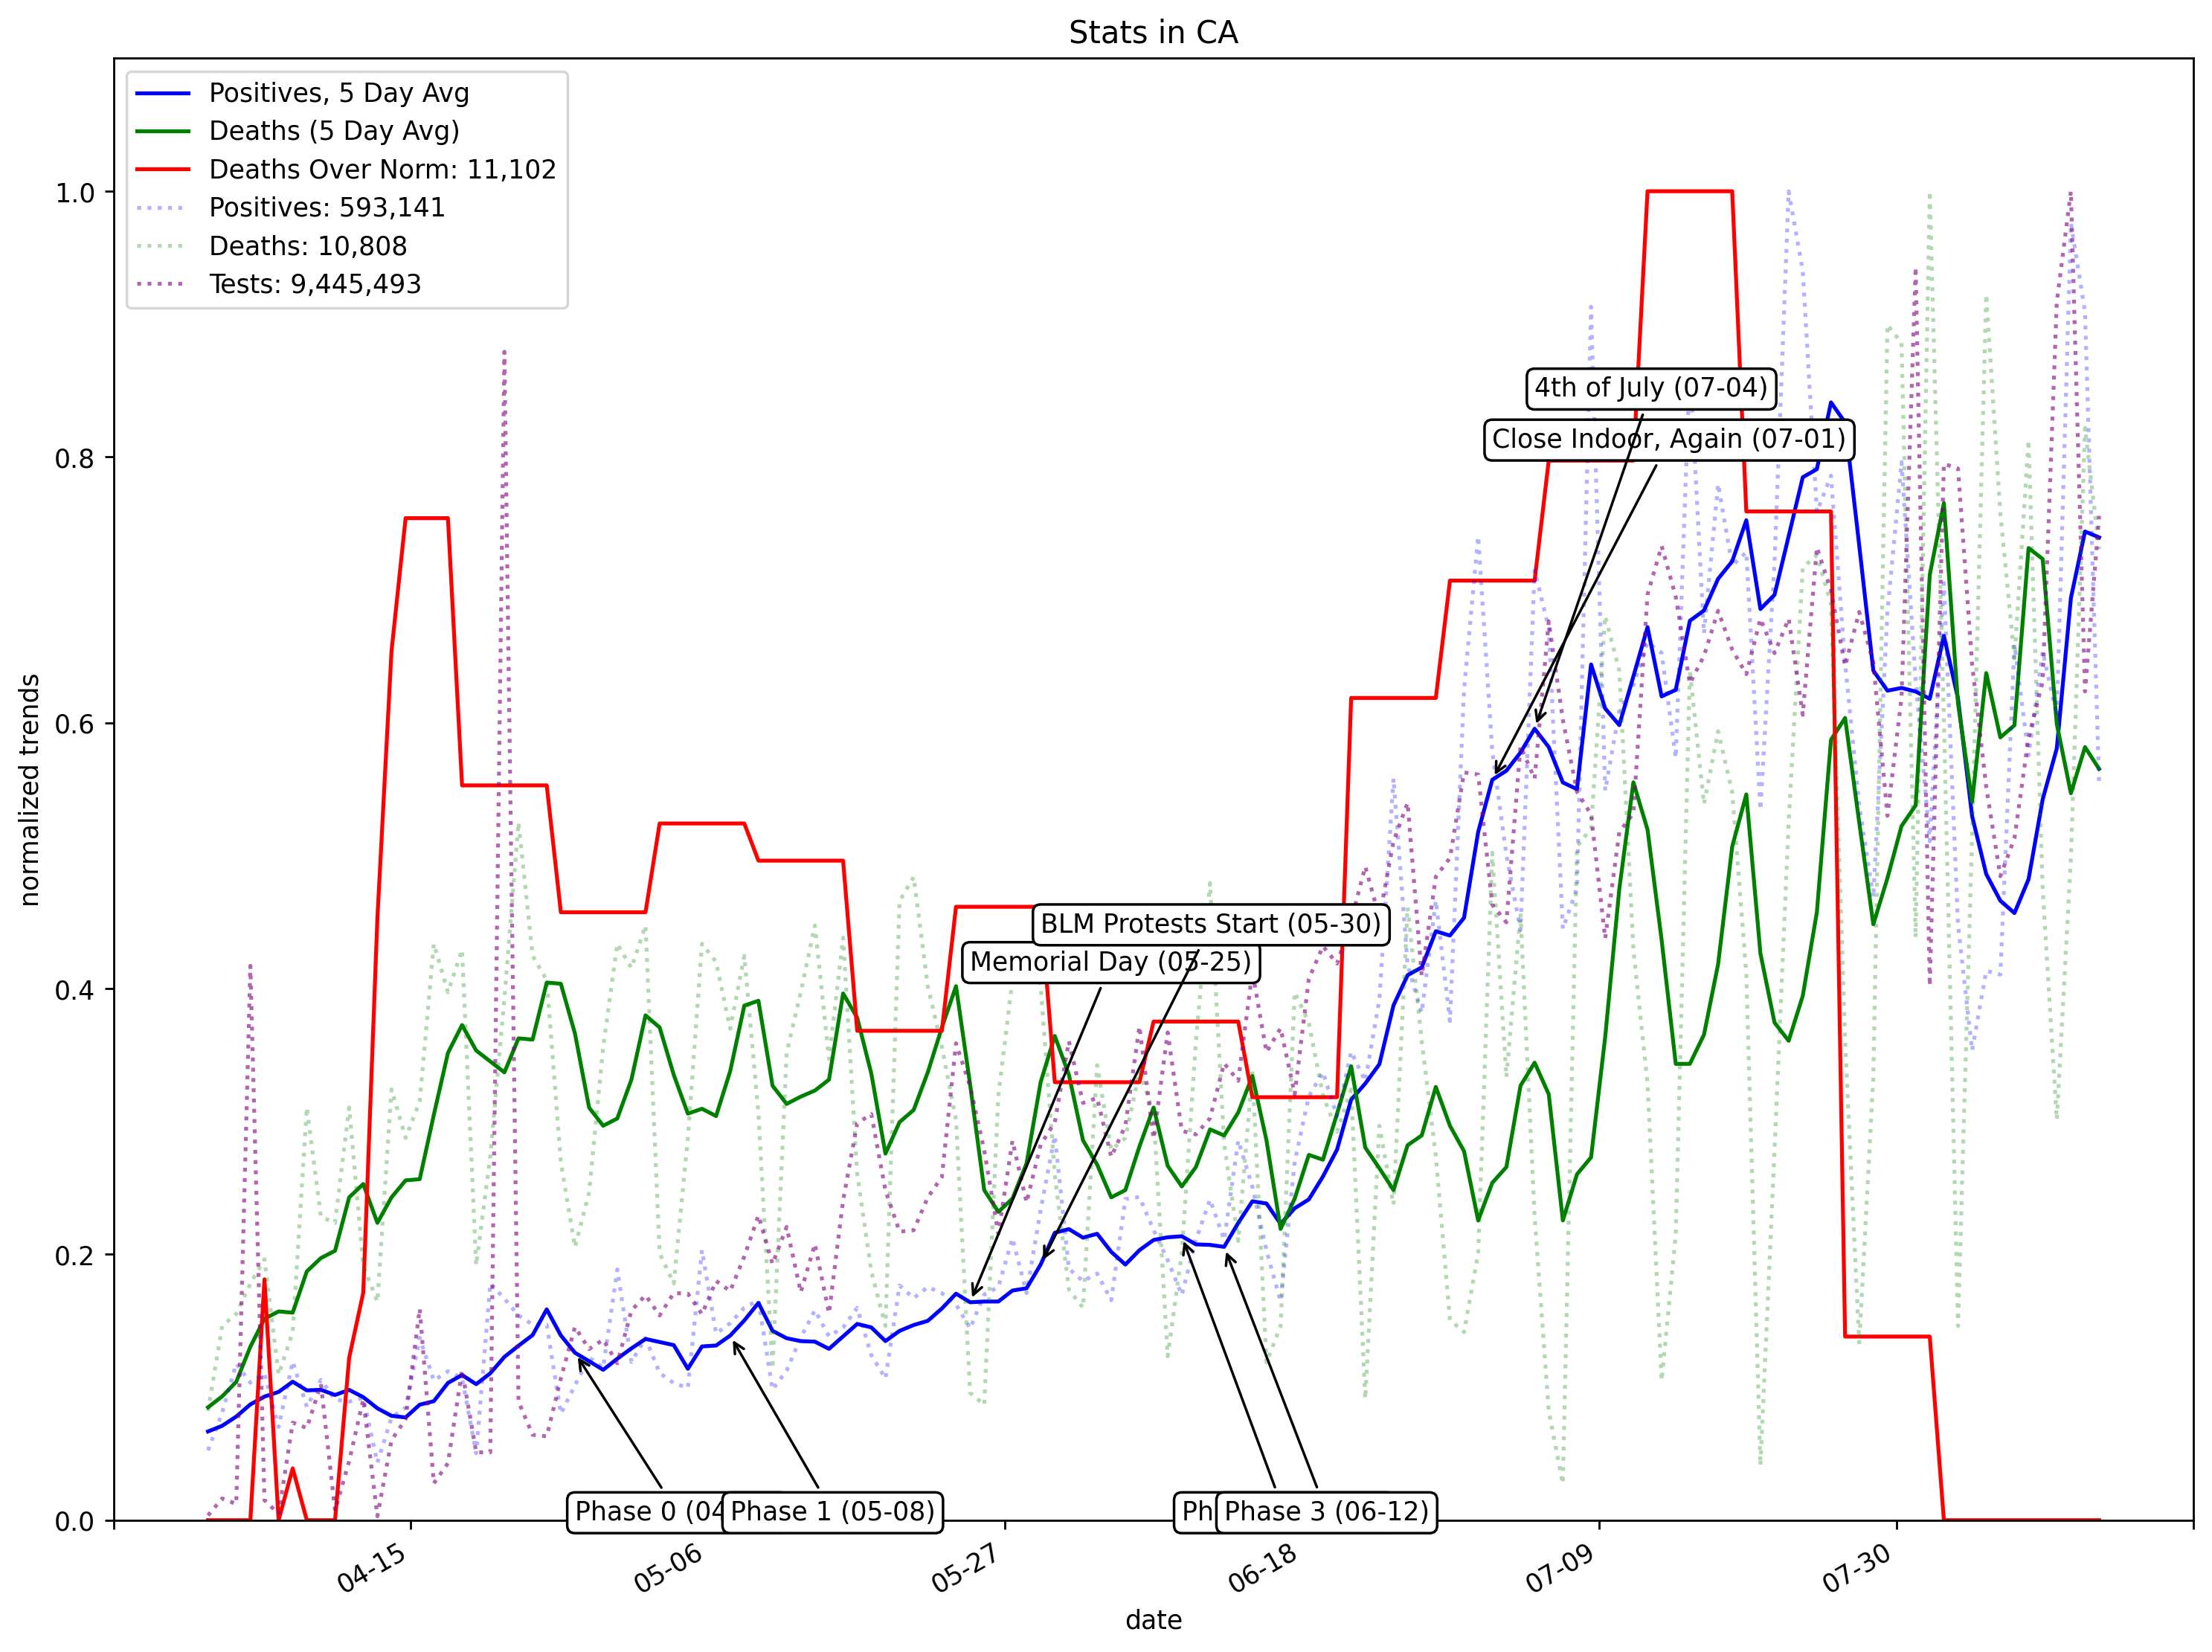 Stats in CA
Positives, 5 Day Avg
Deaths (5 Day Avg)
Deaths Over Norm: 11,102
Positives: 593,141
Deaths: 10,808
Tests: 9,445,493
1.0
0.8
0.6
0.4
0.2
0.0
normalized trends
4th of July (07-04)
Close Indoor, Again (07-01)
BLM Protests Start (05-30)
Memorial Day (05-25)
Phase 0 (04
Phase 1 (05-08)
Ph
Phase 3 (06-12)
04-15
05-06
05-27
06-18
07-09
07-30
date